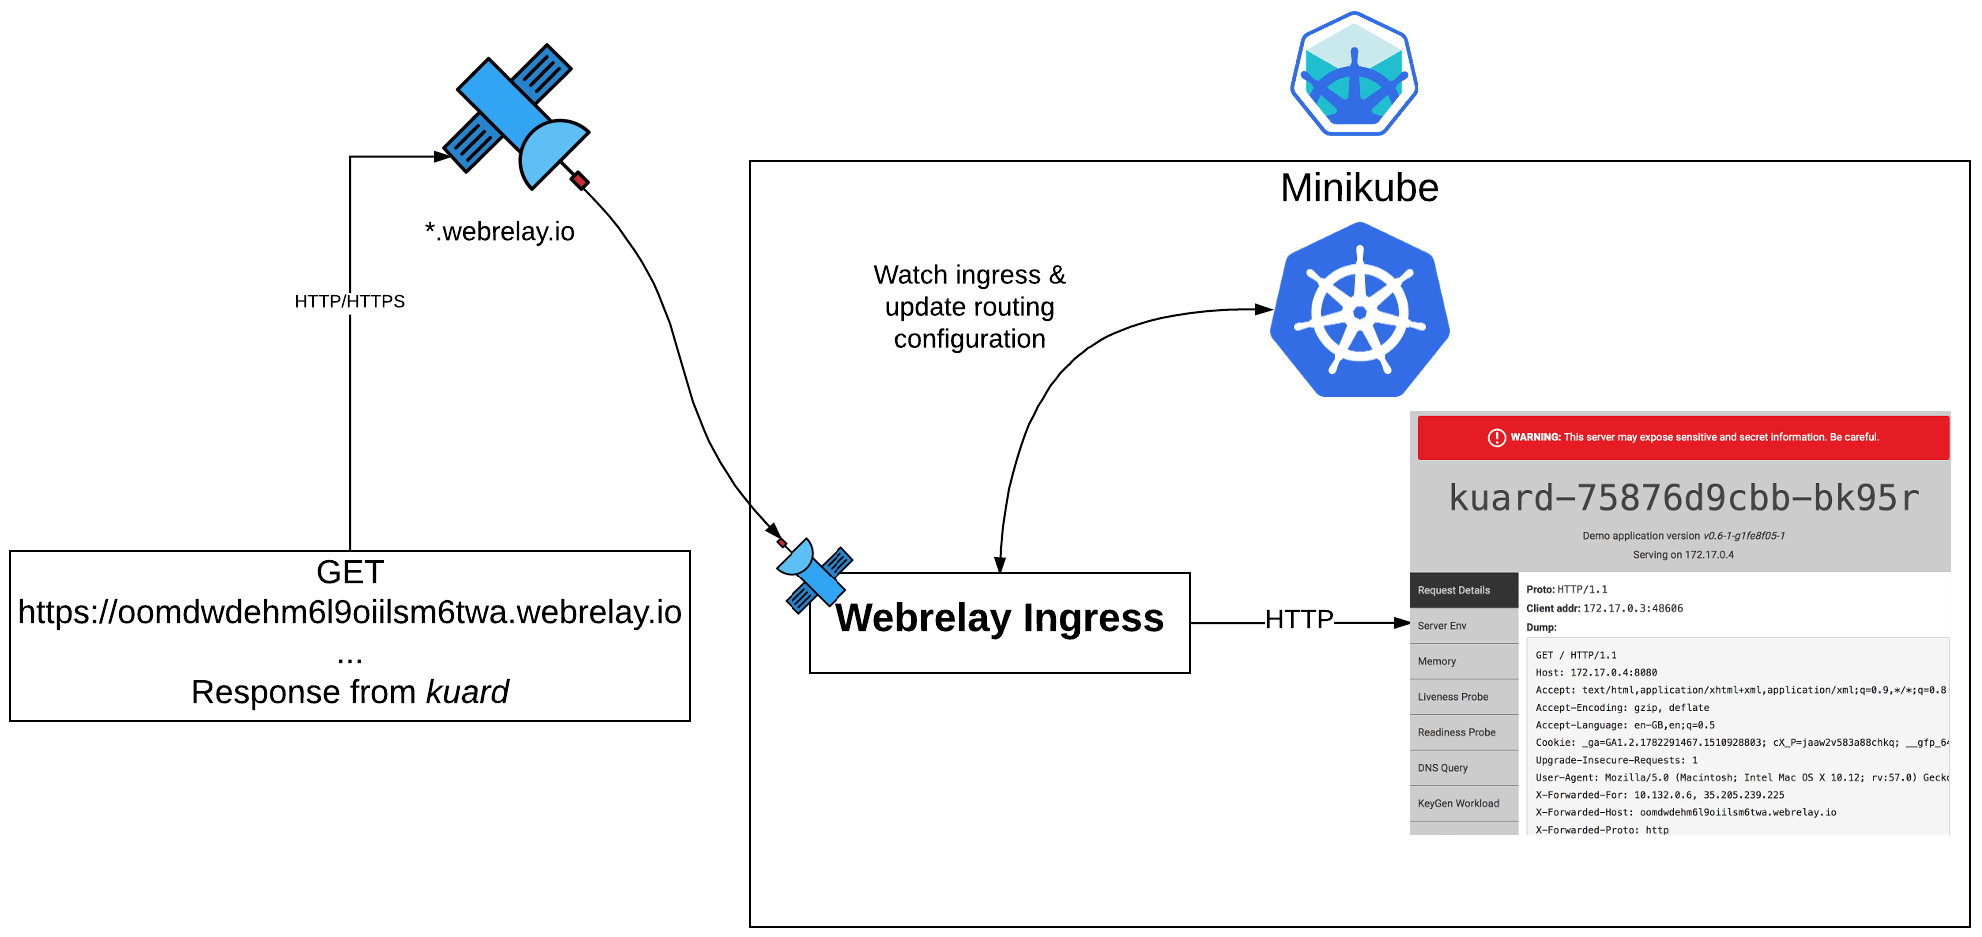 *.webrelay.io
HTTP/HTTPS
GET
https://oomdwdehm6l9oiilsm6twa.webrelay.io
...
Response from kuard
Minikube
Watch ingress &
update routing
configuration
Webrelay Ingress
HTTP
WARNING: This server may expose sensitive and secret information. Be careful.
kuard-75876d9cbb-bk95r
Demo application version v0.6-1-g1fe8f05-1
Serving on 172.17.0.4
Request Details
Server Env
Memory
Liveness Probe
Readiness Probe
DNS Query
KeyGen Workload
Proto: HTTP/1.1
Client addr: 172.17.0.3:48606
Dump:
GET / HTTP/1.1
Host: 172.17.0.4:8080
Accept: text/html,application/xhtml+xml,application/xml;q=0.9,*/*;q=0.8
Accept-Encoding: gzip, deflate
Accept-Language: en-GB,en;q=0.5
Cookie: _ga=GA1.2.1782291467.1510928803; cX_P=jaaw2v583a88chkq; __gfp_64
Upgrade-Insecure-Requests: 1
User-Agent: Mozilla/5.0 (Macintosh; Intel Mac OS X 10.12; rv:57.0) Gecko
X-Forwarded-For: 10.132.0.6, 35.205.239.225
X-Forwarded-Host: oomdwdehm6l9oiilsm6twa.webrelay.io
X-Forwarded-Proto: http